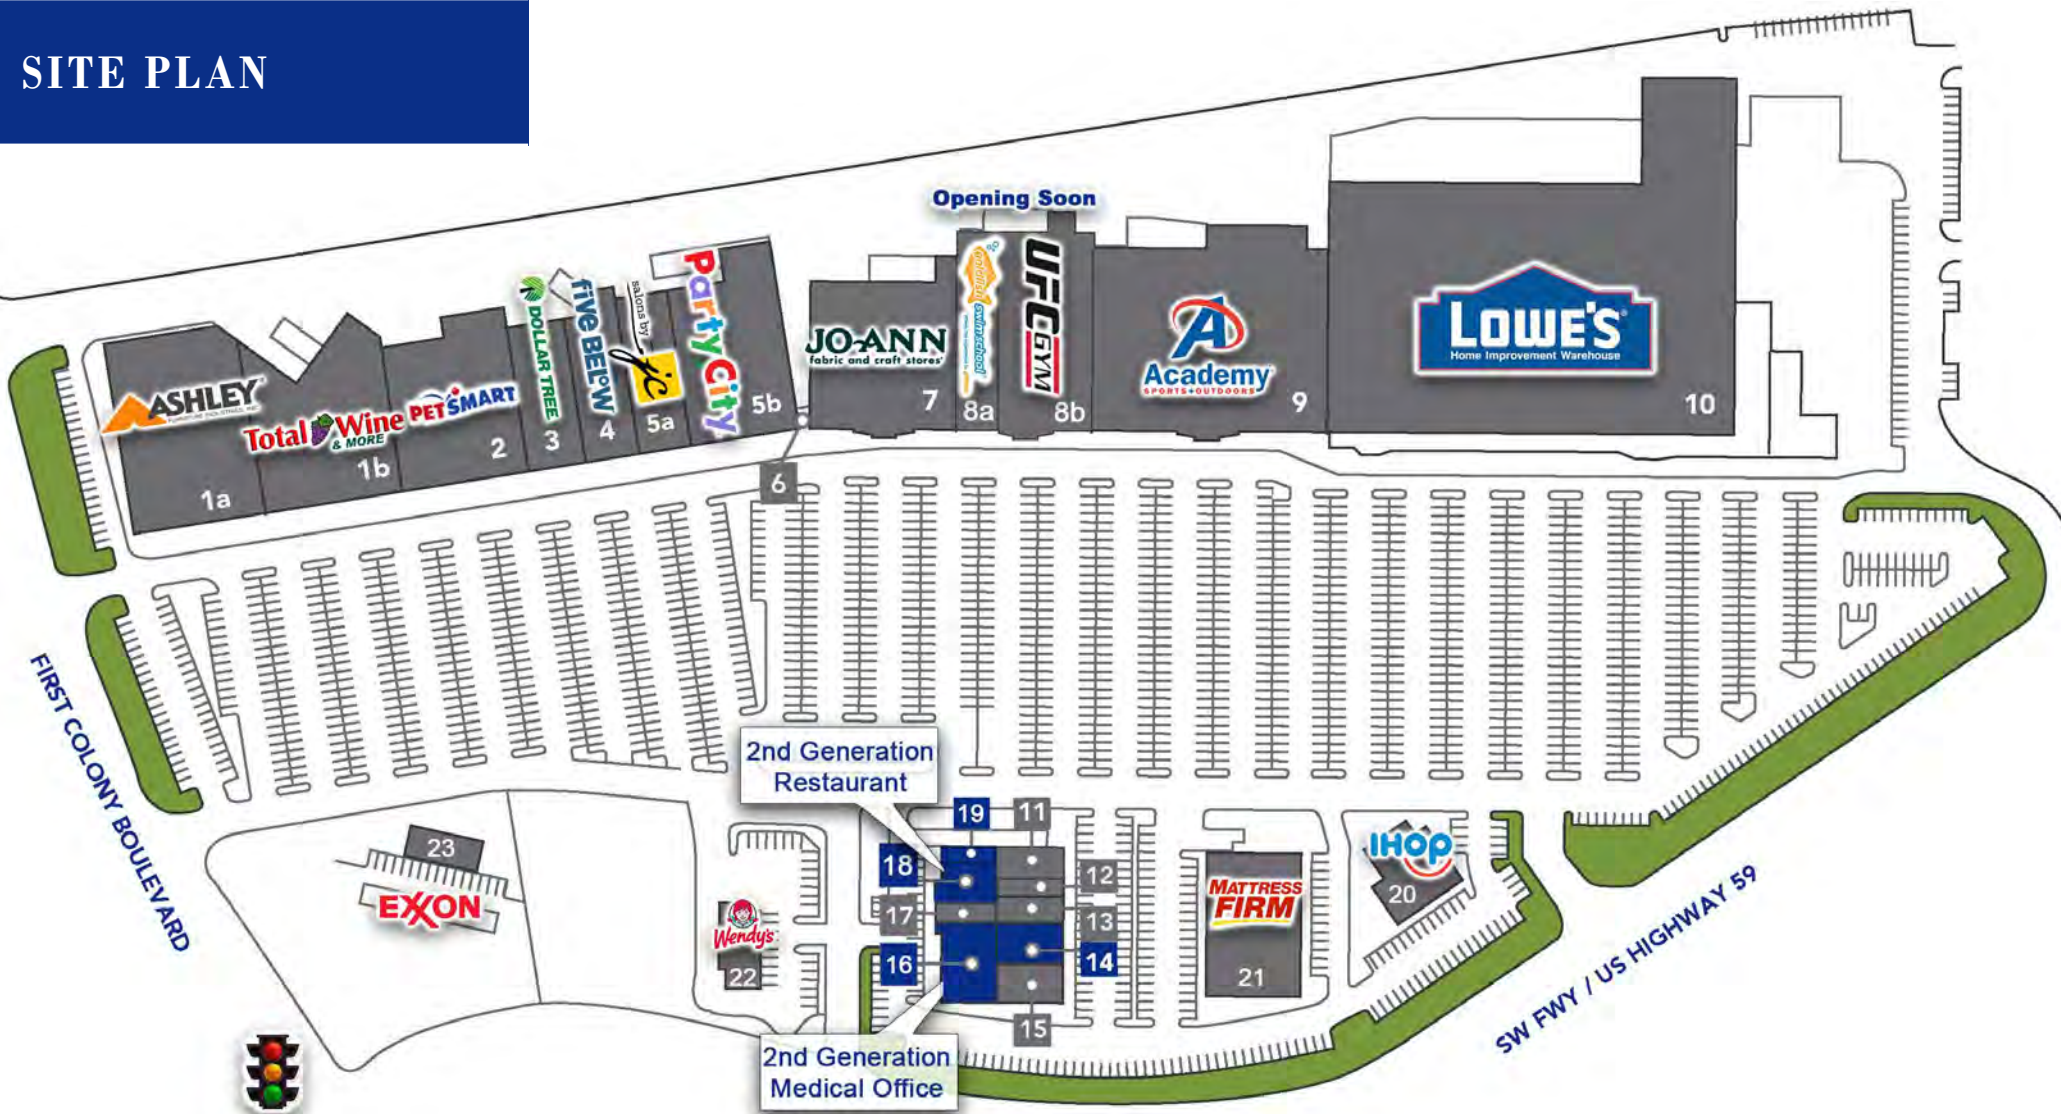 SITE PLAN
Opening Soon
ASHLEY
1a
Total Wine
& MORE
1b
PETSMART
2
DOLLAR TREE
3
five BELOW
4
salons by
jc
5a
Party City
5b
6
JO-ANN
fabric and craft stores
7
goldfish swim school
8a
UFC GYM
8b
Academy
SPORTS+OUTDOORS
9
LOWE'S
Home Improvement Warehouse
10
FIRST COLONY BOULEVARD
2nd Generation
Restaurant
19
11
18
12
17
13
16
14
15
2nd Generation
Medical Office
23
EXXON
Wendy's
22
MATTRESS
FIRM
21
IHOP
20
SW FWY / US HIGHWAY 59